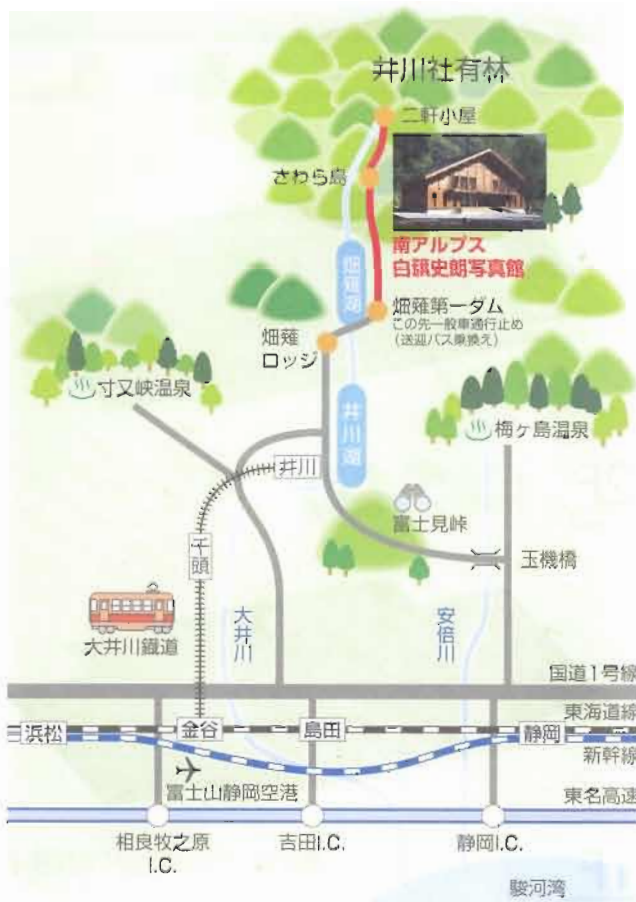 井川社有林
二軒小屋
さわら島
南アルプス
白籏史朗写真館
畑薙湖
畑薙第一ダム
この先一般車通行止め
(送迎バス乗換え)
畑薙
ロッジ
寸又峡温泉
井川湖
梅ヶ島温泉
井川
富士見峠
千頭
玉機橋
大井川鐵道
大井川
安倍川
国道1号線
東海道線
浜松
金谷
島田
静岡
新幹線
富士山静岡空港
東名高速
相良牧之原
I.C.
吉田I.C.
静岡I.C.
駿河湾